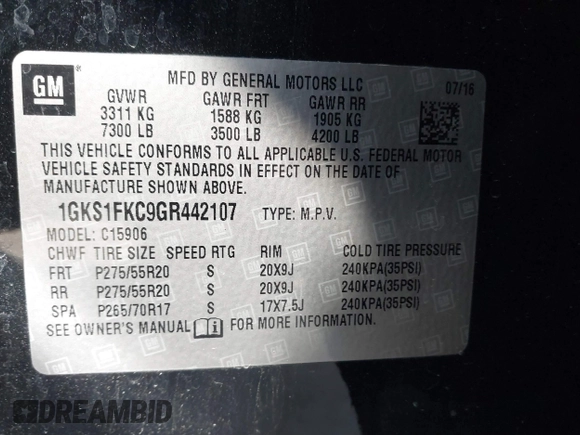 GM
MFD BY GENERAL MOTORS LLC
07/16
GVWR GAWR FRT GAWR RR
3311 KG 1588 KG 1905 KG
7300 LB 3500 LB 4200 LB
THIS VEHICLE CONFORMS TO ALL APPLICABLE U.S. FEDERAL MOTOR
VEHICLE SAFETY STANDARDS IN EFFECT ON THE DATE OF
MANUFACTURE SHOWN ABOVE.
1GKS1FKC9GR442107 TYPE: M.P.V.
MODEL: C15906
CHWF TIRE SIZE SPEED RTG RIM COLD TIRE PRESSURE
FRT P275/55R20 S 20X9J 240KPA(35PSI)
RR P275/55R20 S 20X9J 240KPA(35PSI)
SPA P265/70R17 S 17X7.5J 240KPA(35PSI)
SEE OWNER'S MANUAL i FOR MORE INFORMATION.
DREAMBID